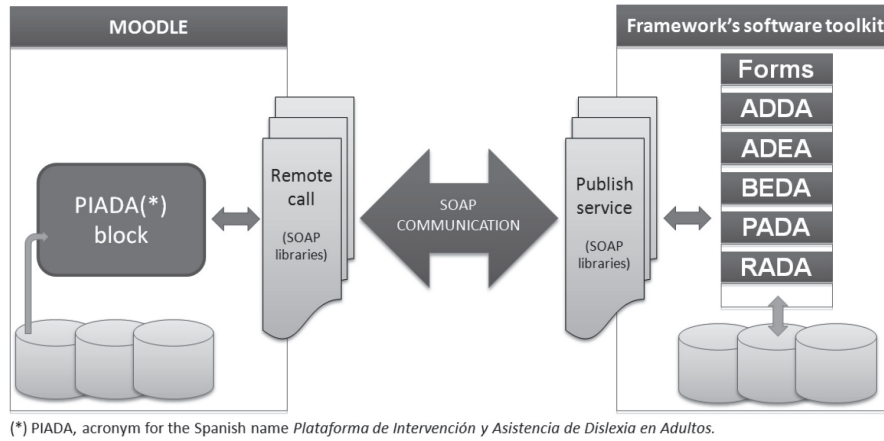 MOODLE
Framework's software toolkit
PIADA(*)
block
Remote
call
(SOAP
libraries)
SOAP
COMMUNICATION
Publish
service
(SOAP
libraries)
Forms
ADDA
ADEA
BEDA
PADA
RADA
(*) PIADA, acronym for the Spanish name Plataforma de Intervención y Asistencia de Dislexia en Adultos.